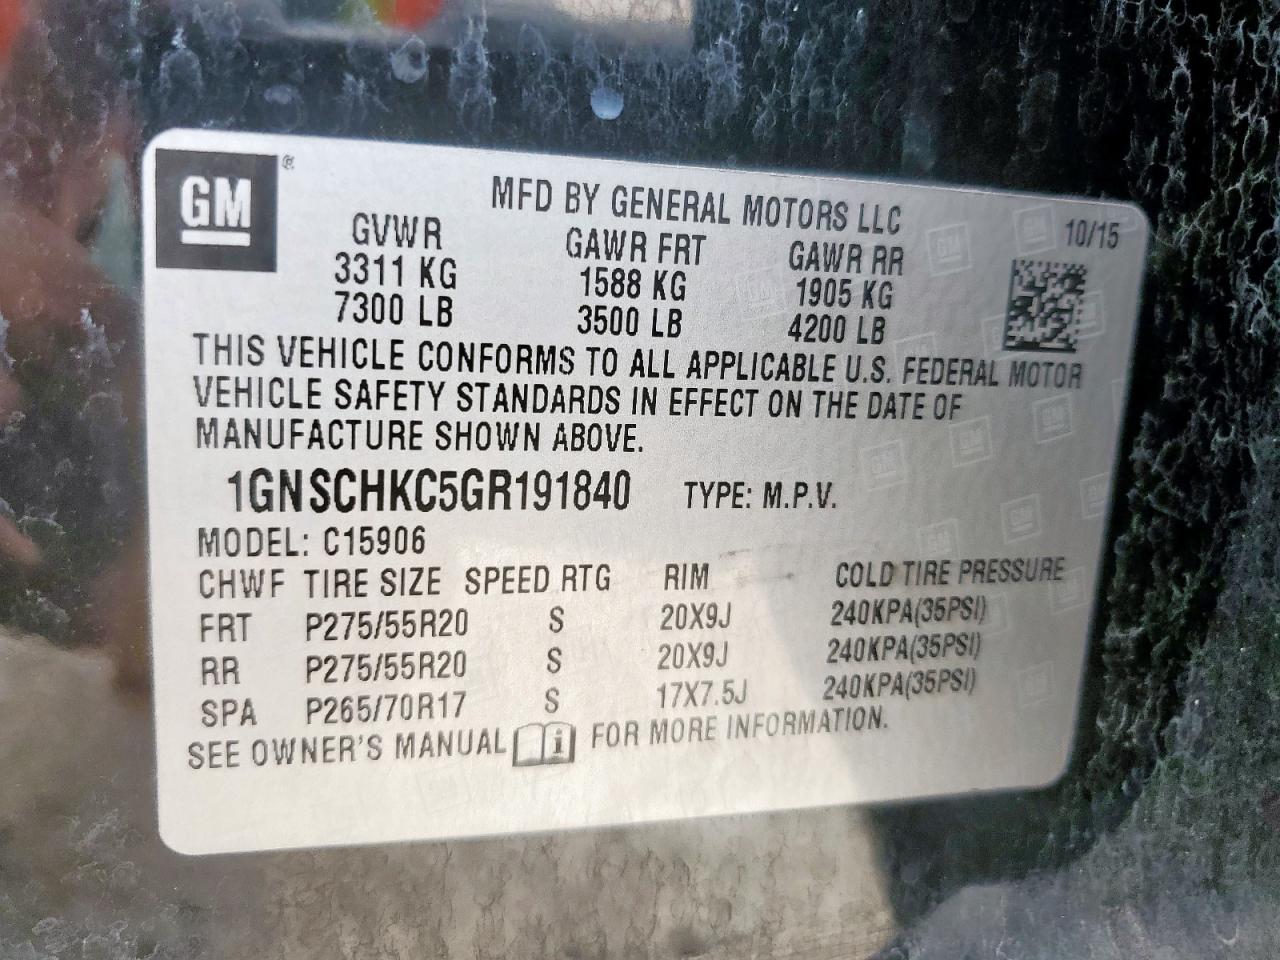 GM ®
MFD BY GENERAL MOTORS LLC
10/15
GVWR GAWR FRT GAWR RR
3311 KG 1588 KG 1905 KG
7300 LB 3500 LB 4200 LB
THIS VEHICLE CONFORMS TO ALL APPLICABLE U.S. FEDERAL MOTOR
VEHICLE SAFETY STANDARDS IN EFFECT ON THE DATE OF
MANUFACTURE SHOWN ABOVE.
1GNSCHKC5GR191840 TYPE: M.P.V.
MODEL: C15906
CHWF TIRE SIZE SPEED RTG RIM COLD TIRE PRESSURE
FRT P275/55R20 S 20X9J 240KPA(35PSI)
RR P275/55R20 S 20X9J 240KPA(35PSI)
SPA P265/70R17 S 17X7.5J 240KPA(35PSI)
SEE OWNER'S MANUAL i FOR MORE INFORMATION.